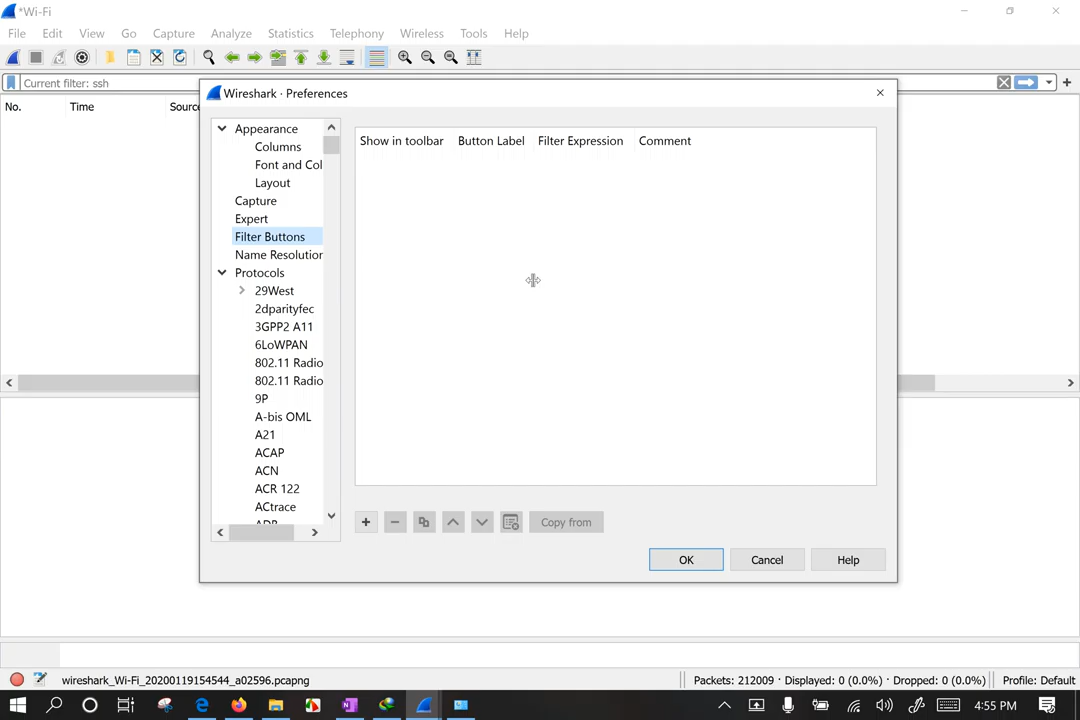 *Wi-Fi
File Edit View Go Capture Analyze Statistics Telephony Wireless Tools Help
Current filter: ssh
No. Time Source
Wireshark · Preferences
Appearance
Columns
Font and Col
Layout
Capture
Expert
Filter Buttons
Name Resolution
Protocols
29West
2dparityfec
3GPP2 A11
6LoWPAN
802.11 Radio
802.11 Radio
9P
A-bis OML
A21
ACAP
ACN
ACR 122
ACtrace
ADB
Show in toolbar Button Label Filter Expression Comment
Copy from
OK Cancel Help
wireshark_Wi-Fi_20200119154544_a02596.pcapng
Packets: 212009 · Displayed: 0 (0.0%) · Dropped: 0 (0.0%)
Profile: Default
4:55 PM